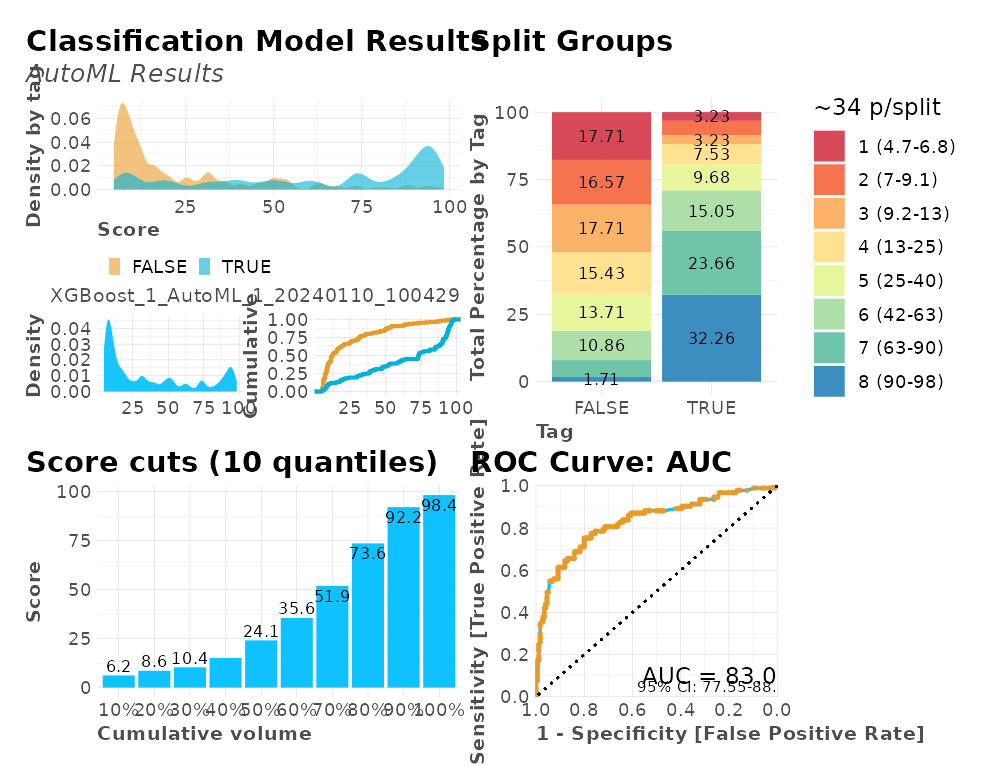 Classification Model Results
AutoML Results
Density by tag
0.06
0.04
0.02
0.00
25 50 75 100
Score
FALSE TRUE
XGBoost_1_AutoML_1_20240110_100429
Density
0.04
0.03
0.02
0.01
0.00
25 50 75 100
Cumulative
1.00
0.75
0.50
0.25
0.00
25 50 75 100
Split Groups
Total Percentage by Tag
100
75
50
25
0
17.71
16.57
17.71
15.43
13.71
10.86
1.71
3.23
3.23
7.53
9.68
15.05
23.66
32.26
FALSE TRUE
Tag
~34 p/split
1 (4.7-6.8)
2 (7-9.1)
3 (9.2-13)
4 (13-25)
5 (25-40)
6 (42-63)
7 (63-90)
8 (90-98)
Score cuts (10 quantiles)
Score
100
75
50
25
0
6.2 8.6 10.4 24.1 35.6 51.9 73.6 92.2 98.4
10% 20% 30% 40% 50% 60% 70% 80% 90% 100%
Cumulative volume
ROC Curve: AUC
Sensitivity [True Positive Rate]
1.0
0.8
0.6
0.4
0.2
0.0
AUC = 83.0
95% CI: 77.55-88.
1.0 0.8 0.6 0.4 0.2 0.0
1 - Specificity [False Positive Rate]